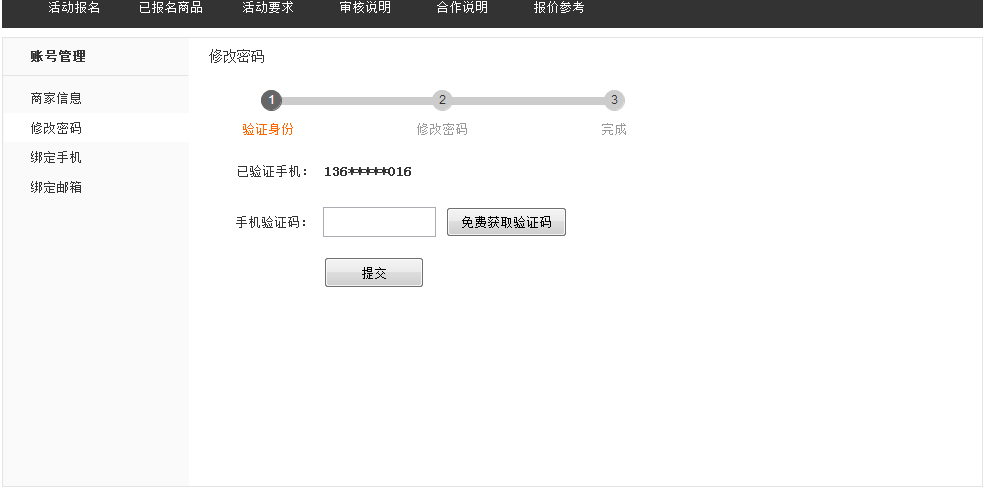 活动报名 已报名商品 活动要求 审核说明 合作说明 报价参考
账号管理
商家信息
修改密码
绑定手机
绑定邮箱
修改密码
1 2 3
验证身份 修改密码 完成
已验证手机： 136*****016
手机验证码： 免费获取验证码
提交